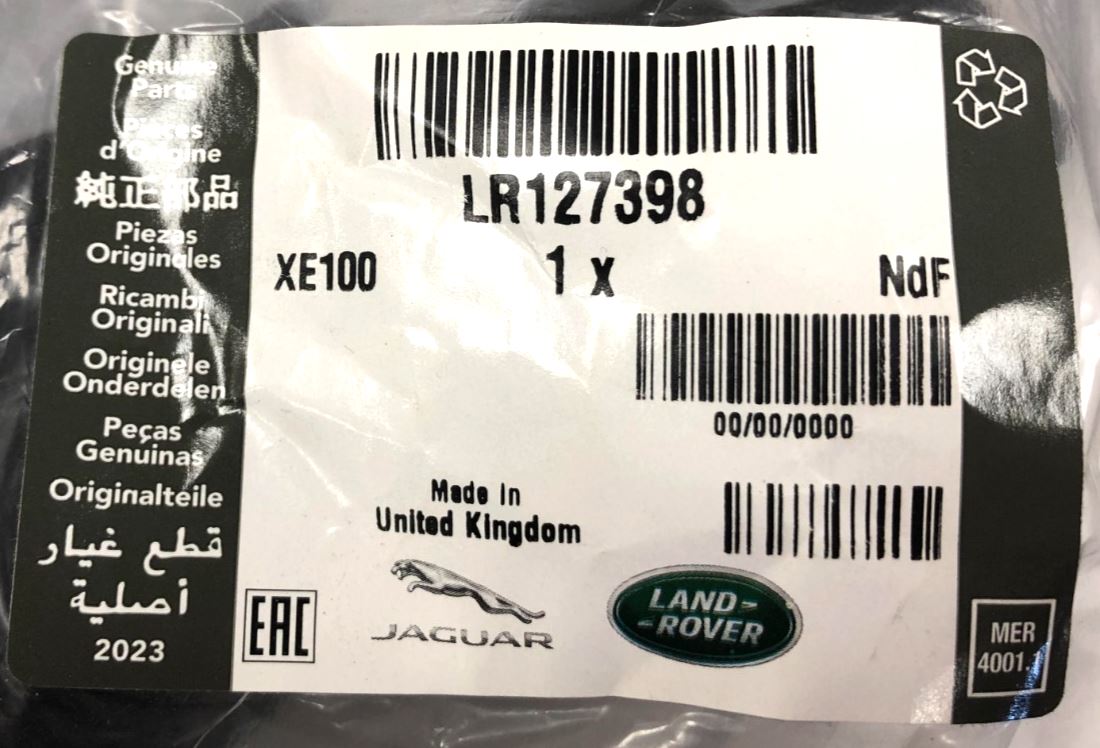 Genuine
Parts
Pièces
d'Origine
純正部品
Piezas
Originales
Ricambi
Originali
Originele
Onderdelen
Peças
Genuinas
Originalteile
قطع غيار
أصلية
2023
LR127398
XE100
1 x
NdF
00/00/0000
Made in
United Kingdom
EAC
JAGUAR
LAND-
-ROVER
MER
4001.